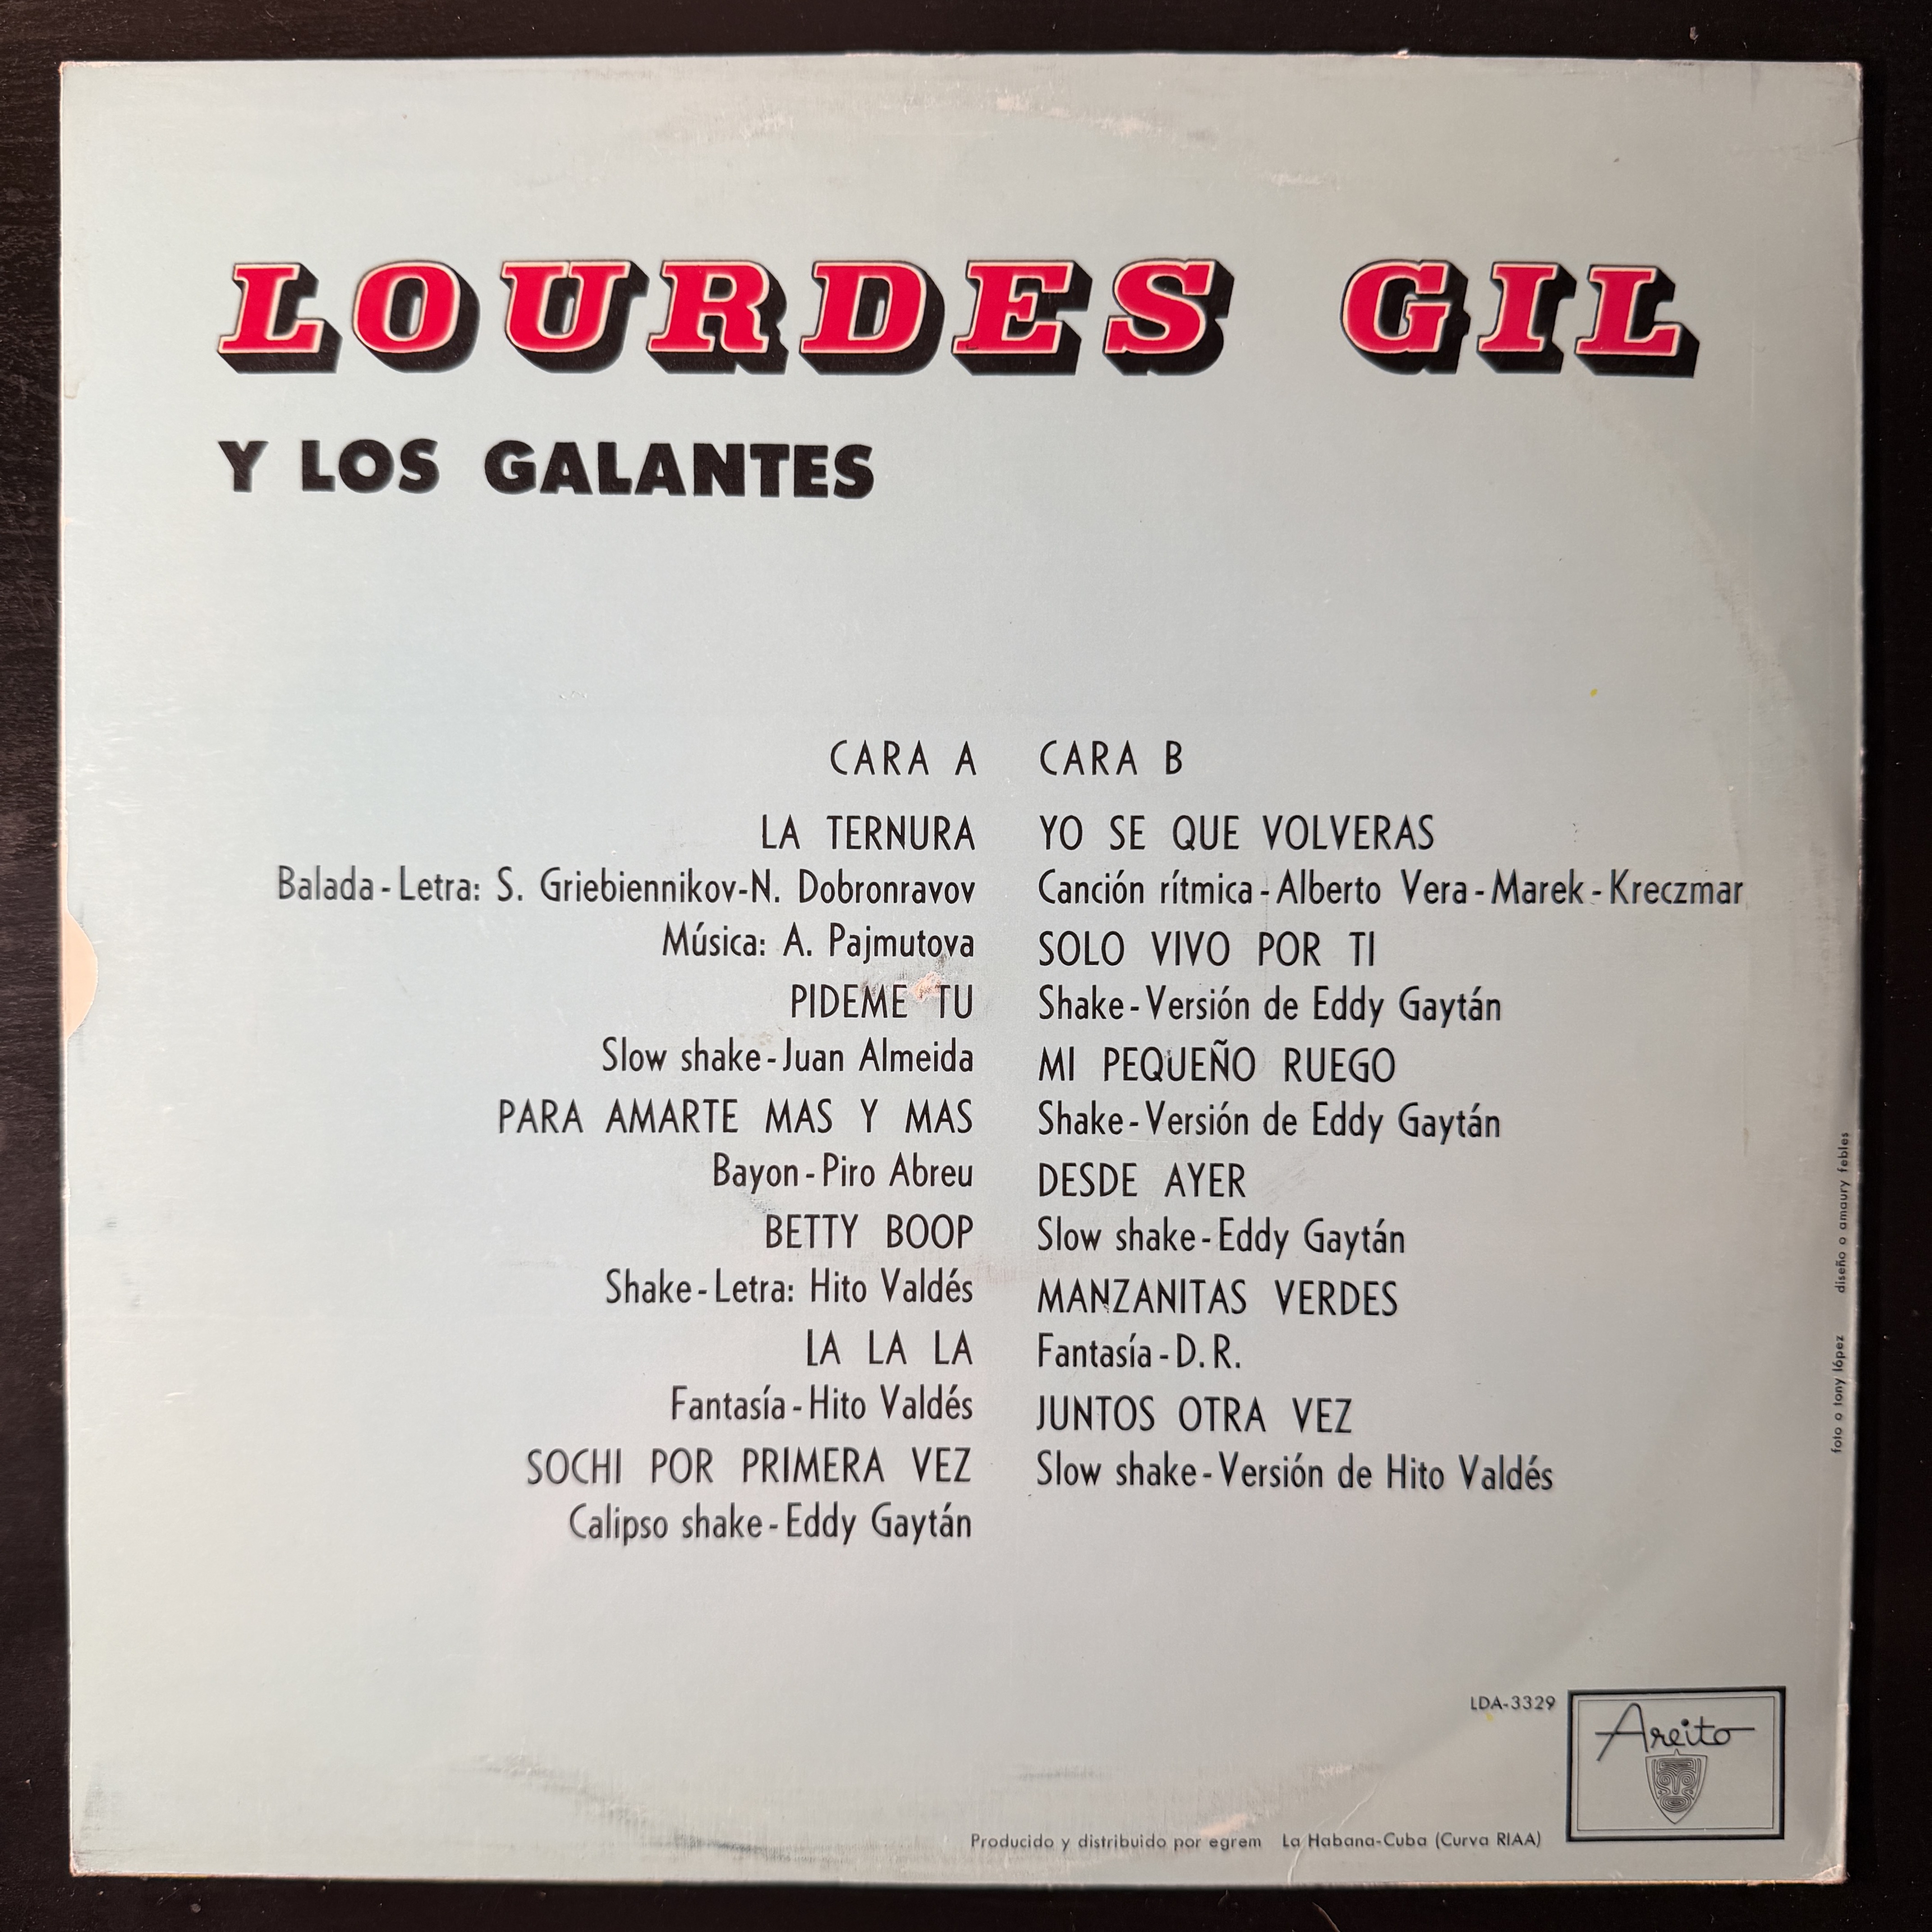 LOURDES GIL
Y LOS GALANTES
CARA A
LA TERNURA
Balada - Letra: S. Griebiennikov-N. Dobronravov
Música: A. Pajmutova
PIDEME TU
Slow shake - Juan Almeida
PARA AMARTE MAS Y MAS
Bayon - Piro Abreu
BETTY BOOP
Shake - Letra: Hito Valdés
LA LA LA
Fantasía - Hito Valdés
SOCHI POR PRIMERA VEZ
Calipso shake - Eddy Gaytán
CARA B
YO SE QUE VOLVERAS
Canción rítmica - Alberto Vera - Marek - Kreczmar
SOLO VIVO POR TI
Shake - Versión de Eddy Gaytán
MI PEQUEÑO RUEGO
Shake - Versión de Eddy Gaytán
DESDE AYER
Slow shake - Eddy Gaytán
MANZANITAS VERDES
Fantasía - D. R.
JUNTOS OTRA VEZ
Slow shake - Versión de Hito Valdés
foto o tony lópez diseño o amaury febles
LDA-3329
Areito
Producido y distribuido por egrem La Habana-Cuba (Curva RIAA)